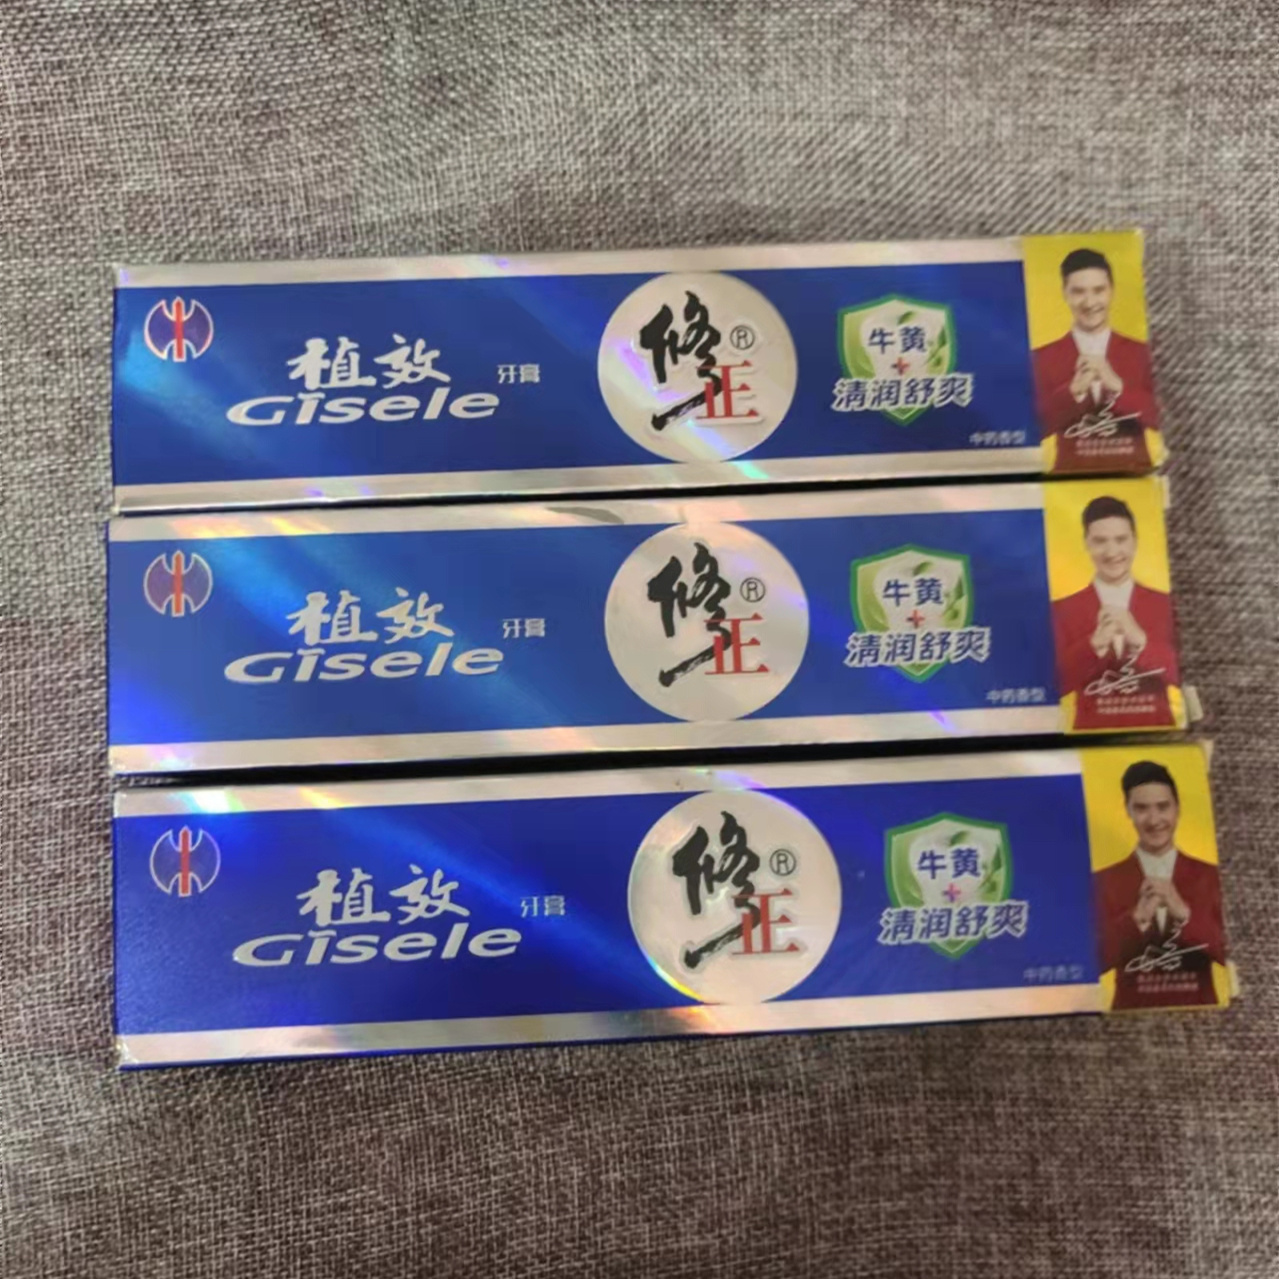 植效
牙膏
Gisele
修正®
牛黄
+
清润舒爽
中药香型
植效
牙膏
Gisele
修正®
牛黄
+
清润舒爽
中药香型
植效
牙膏
Gisele
修正®
牛黄
+
清润舒爽
中药香型